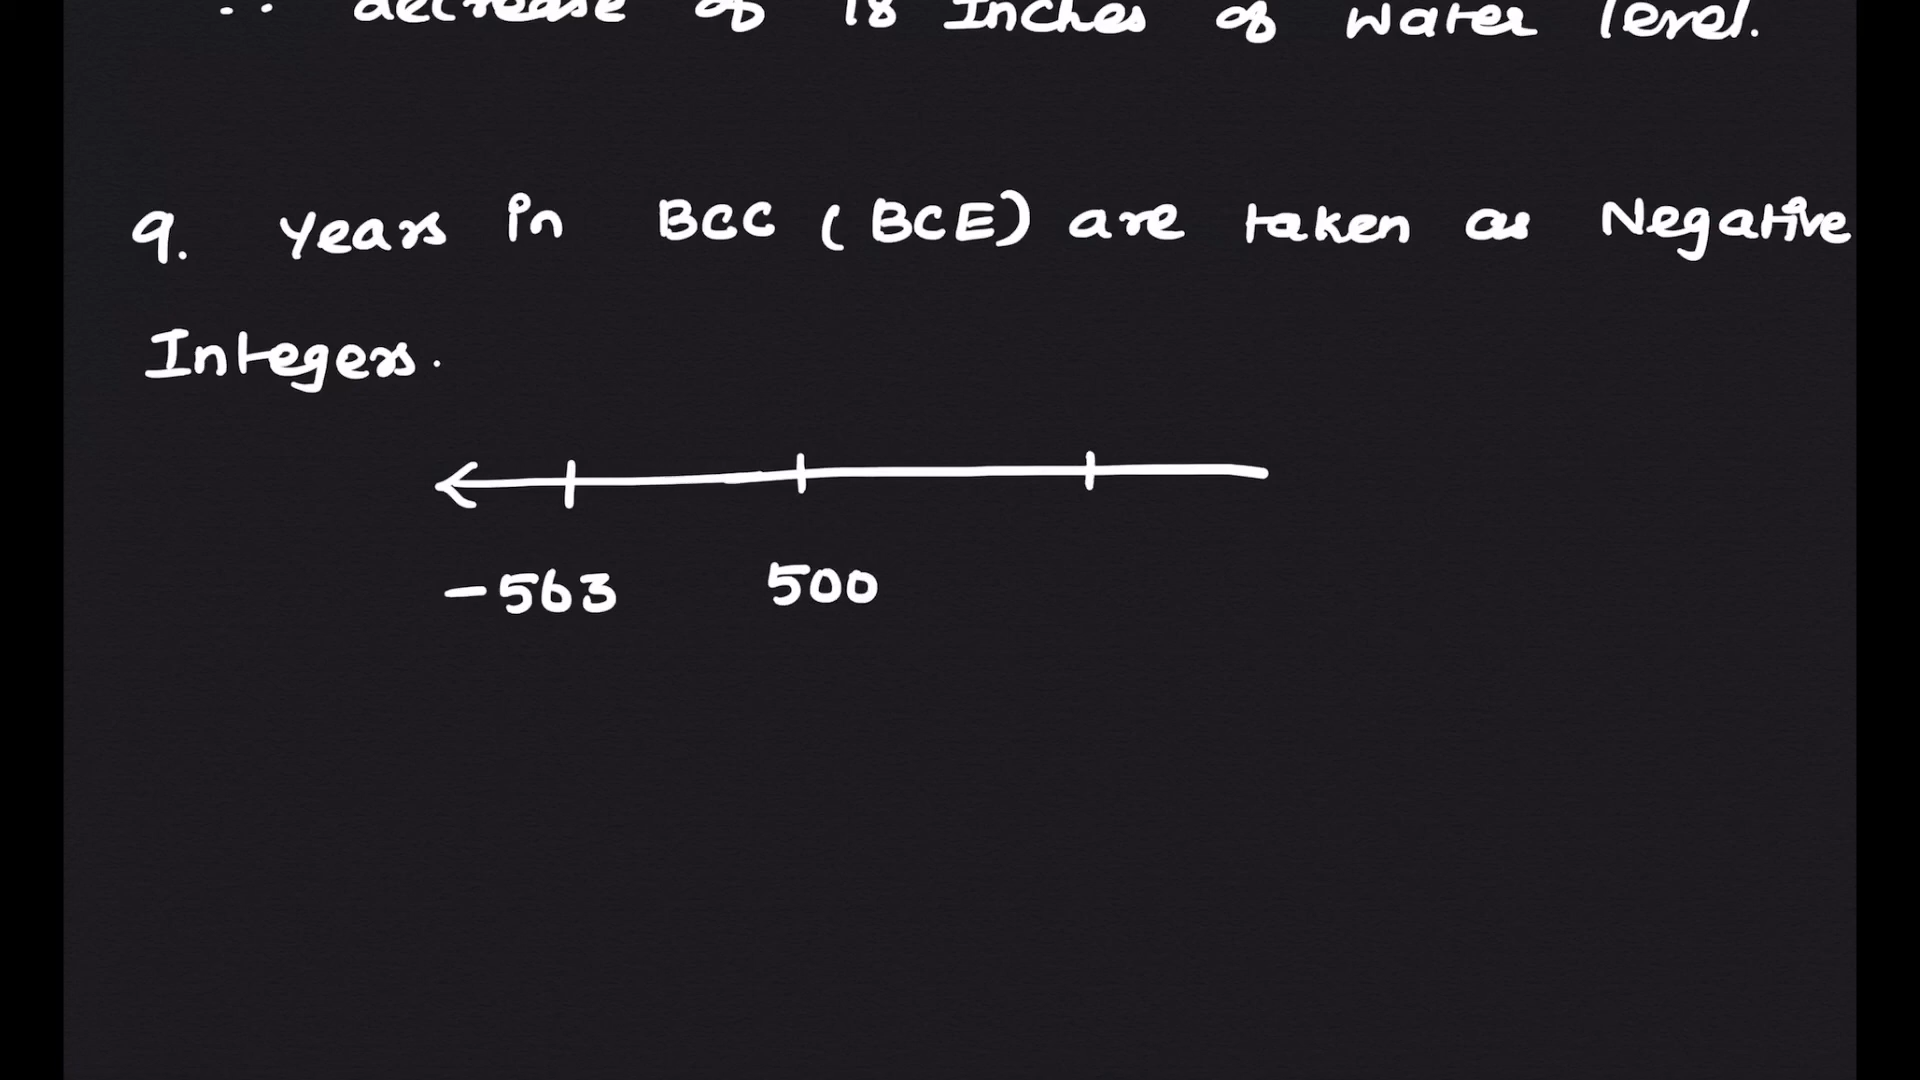 ∴ decrease of 18 Inches of water level.
9. years in BCC (BCE) are taken as Negative
Integers.
-563 500